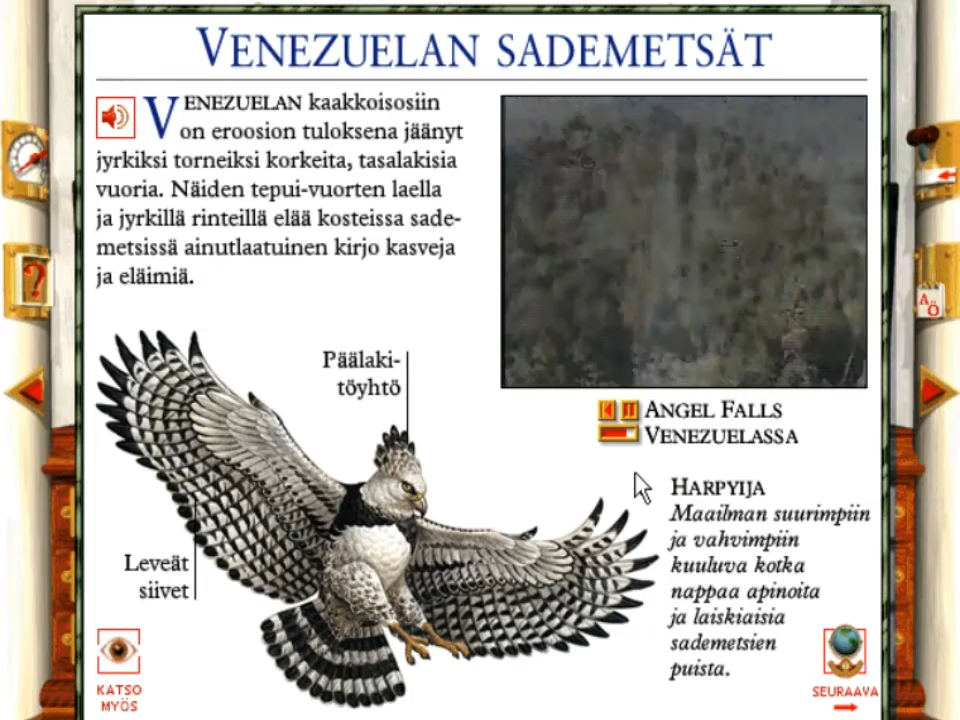 VENEZUELAN SADEMETSÄT
VENEZUELAN kaakkoisosiin
on eroosion tuloksena jäänyt
jyrkiksi torneiksi korkeita, tasalakisia
vuoria. Näiden tepui-vuorten laella
ja jyrkillä rinteillä elää kosteissa sade-
metsissä ainutlaatuinen kirjo kasveja
ja eläimiä.
Päälaki-
töyhtö
ANGEL FALLS
VENEZUELASSA
HARPYIJA
Maailman suurimpiin
ja vahvimpiin
kuuluva kotka
nappaa apinoita
ja laiskiaisia
sademetsien
puista.
Leveät
siivet
KATSO
MYÖS
SEURAAVA
?
A
Ö